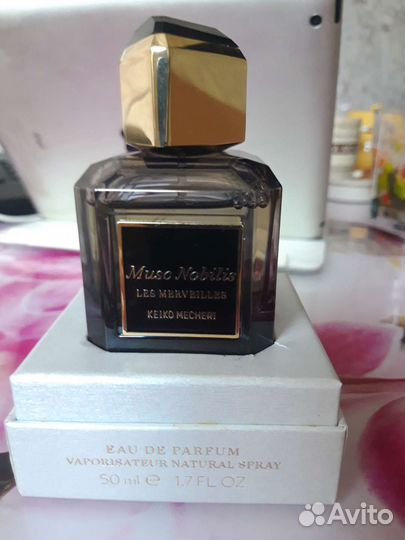 Musc Nobilis
LES MERVEILLES
KEIKO MECHERI
EAU DE PARFUM
VAPORISATEUR NATURAL SPRAY
50 ml ℮ 1.7 FL OZ
Avito